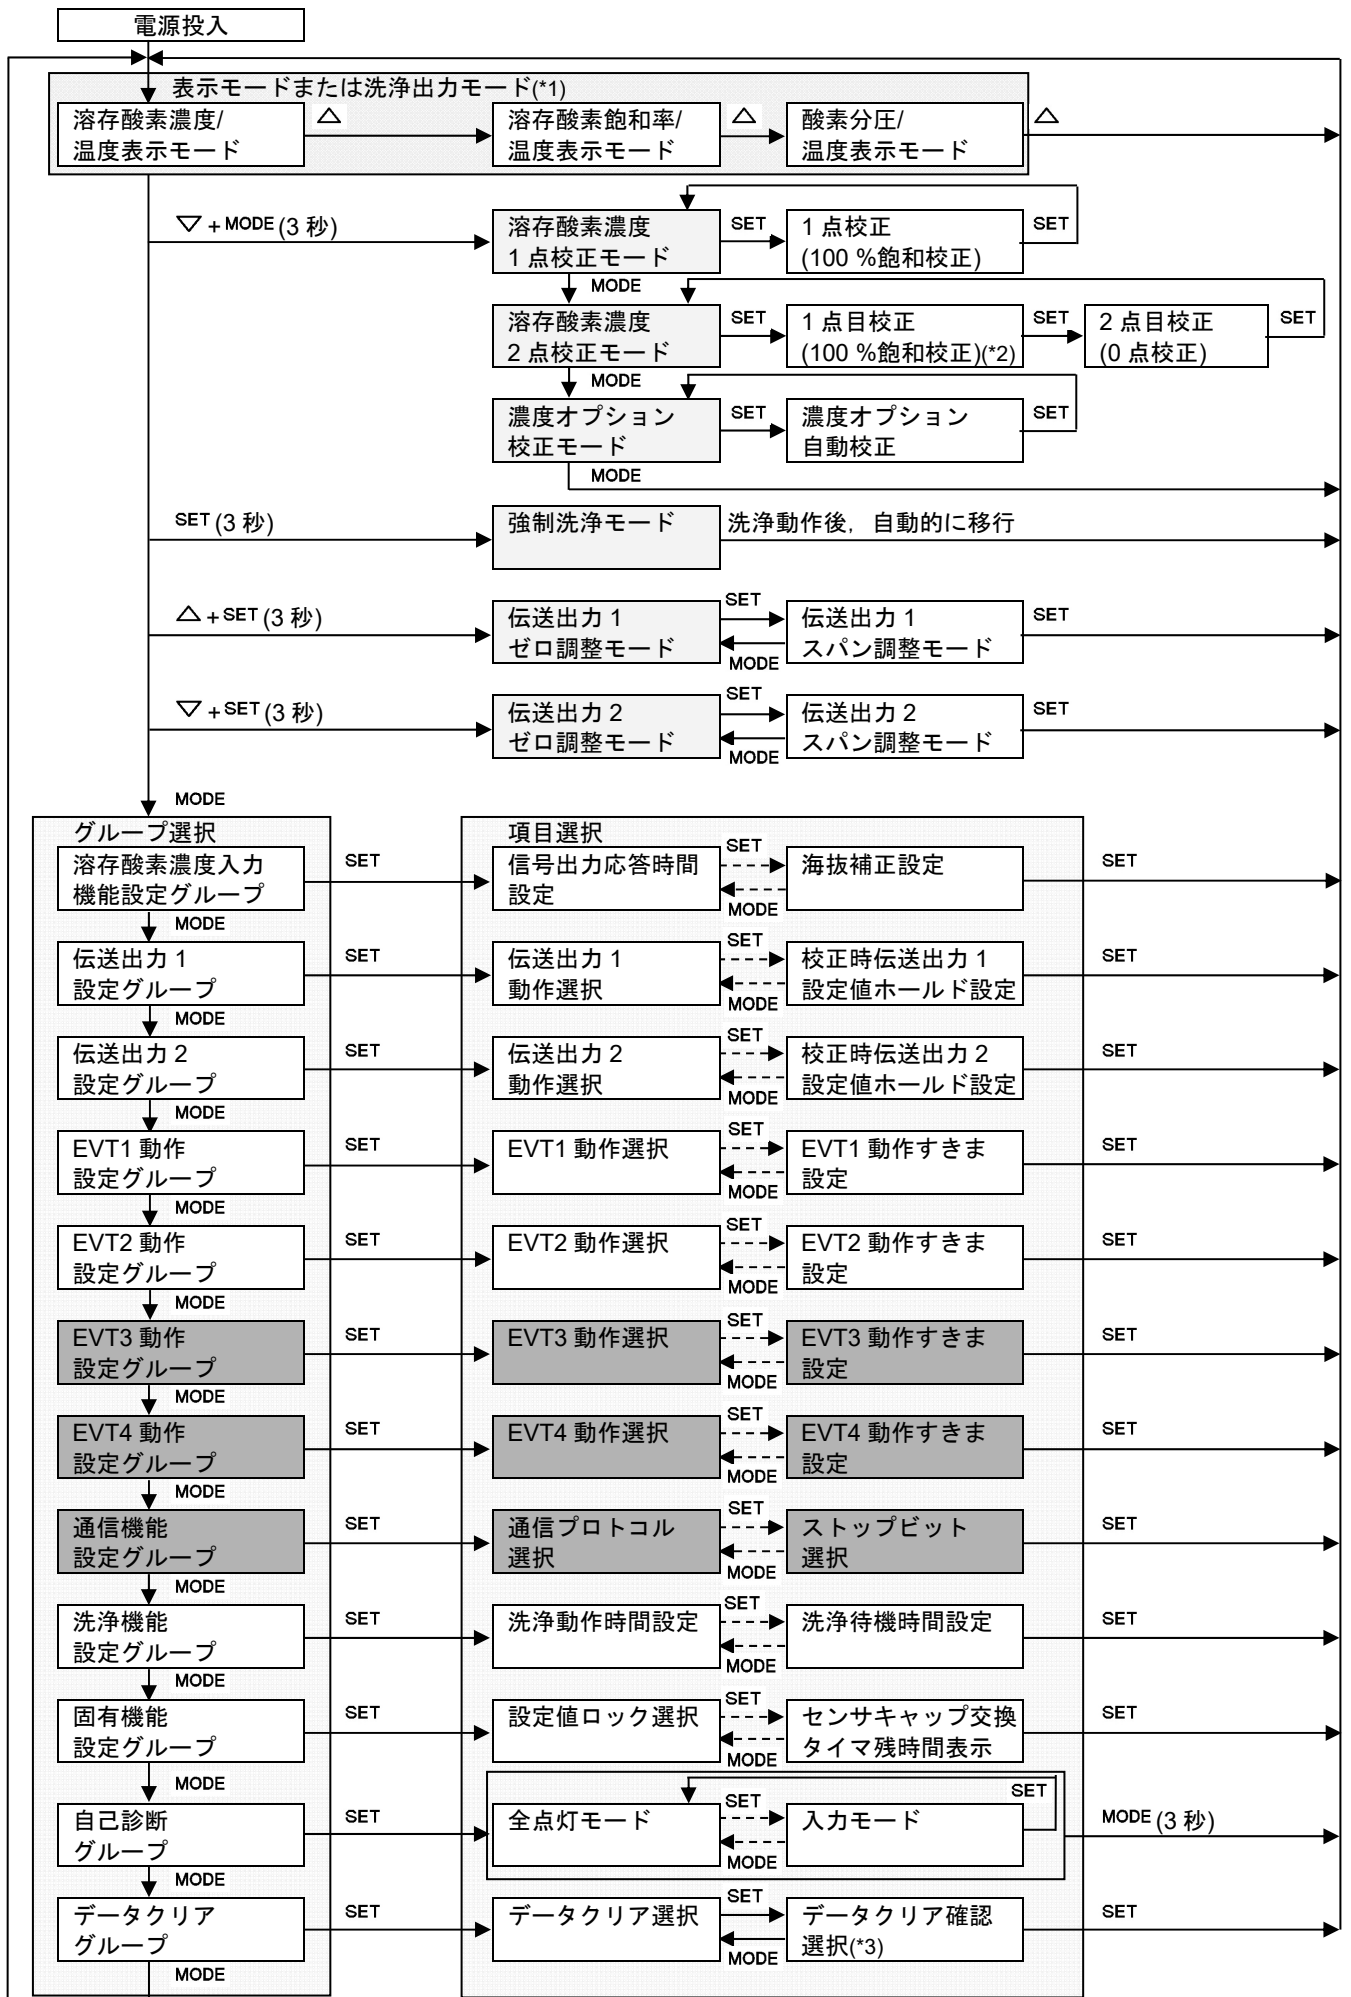 電源投入
表示モードまたは洗浄出力モード(*1)
溶存酸素濃度/
温度表示モード
△
溶存酸素飽和率/
温度表示モード
△
酸素分圧/
温度表示モード
△
▽ + MODE (3 秒)
溶存酸素濃度
1 点校正モード
SET
1 点校正
(100 %飽和校正)
SET
MODE
溶存酸素濃度
2 点校正モード
SET
1 点目校正
(100 %飽和校正)(*2)
SET
2 点目校正
(0 点校正)
SET
MODE
濃度オプション
校正モード
SET
濃度オプション
自動校正
SET
MODE
SET (3 秒)
強制洗浄モード
洗浄動作後，自動的に移行
△ + SET (3 秒)
伝送出力 1
ゼロ調整モード
SET
MODE
伝送出力 1
スパン調整モード
SET
▽ + SET (3 秒)
伝送出力 2
ゼロ調整モード
SET
MODE
伝送出力 2
スパン調整モード
SET
MODE
グループ選択
項目選択
溶存酸素濃度入力
機能設定グループ
SET
信号出力応答時間
設定
SET
MODE
海抜補正設定
SET
MODE
伝送出力 1
設定グループ
SET
伝送出力 1
動作選択
SET
MODE
校正時伝送出力 1
設定値ホールド設定
SET
MODE
伝送出力 2
設定グループ
SET
伝送出力 2
動作選択
SET
MODE
校正時伝送出力 2
設定値ホールド設定
SET
MODE
EVT1 動作
設定グループ
SET
EVT1 動作選択
SET
MODE
EVT1 動作すきま
設定
SET
MODE
EVT2 動作
設定グループ
SET
EVT2 動作選択
SET
MODE
EVT2 動作すきま
設定
SET
MODE
EVT3 動作
設定グループ
SET
EVT3 動作選択
SET
MODE
EVT3 動作すきま
設定
SET
MODE
EVT4 動作
設定グループ
SET
EVT4 動作選択
SET
MODE
EVT4 動作すきま
設定
SET
MODE
通信機能
設定グループ
SET
通信プロトコル
選択
SET
MODE
ストップビット
選択
SET
MODE
洗浄機能
設定グループ
SET
洗浄動作時間設定
SET
MODE
洗浄待機時間設定
SET
MODE
固有機能
設定グループ
SET
設定値ロック選択
SET
MODE
センサキャップ交換
タイマ残時間表示
SET
MODE
自己診断
グループ
SET
全点灯モード
SET
MODE
入力モード
SET
MODE (3 秒)
MODE
データクリア
グループ
SET
データクリア選択
SET
MODE
データクリア確認
選択(*3)
SET
MODE